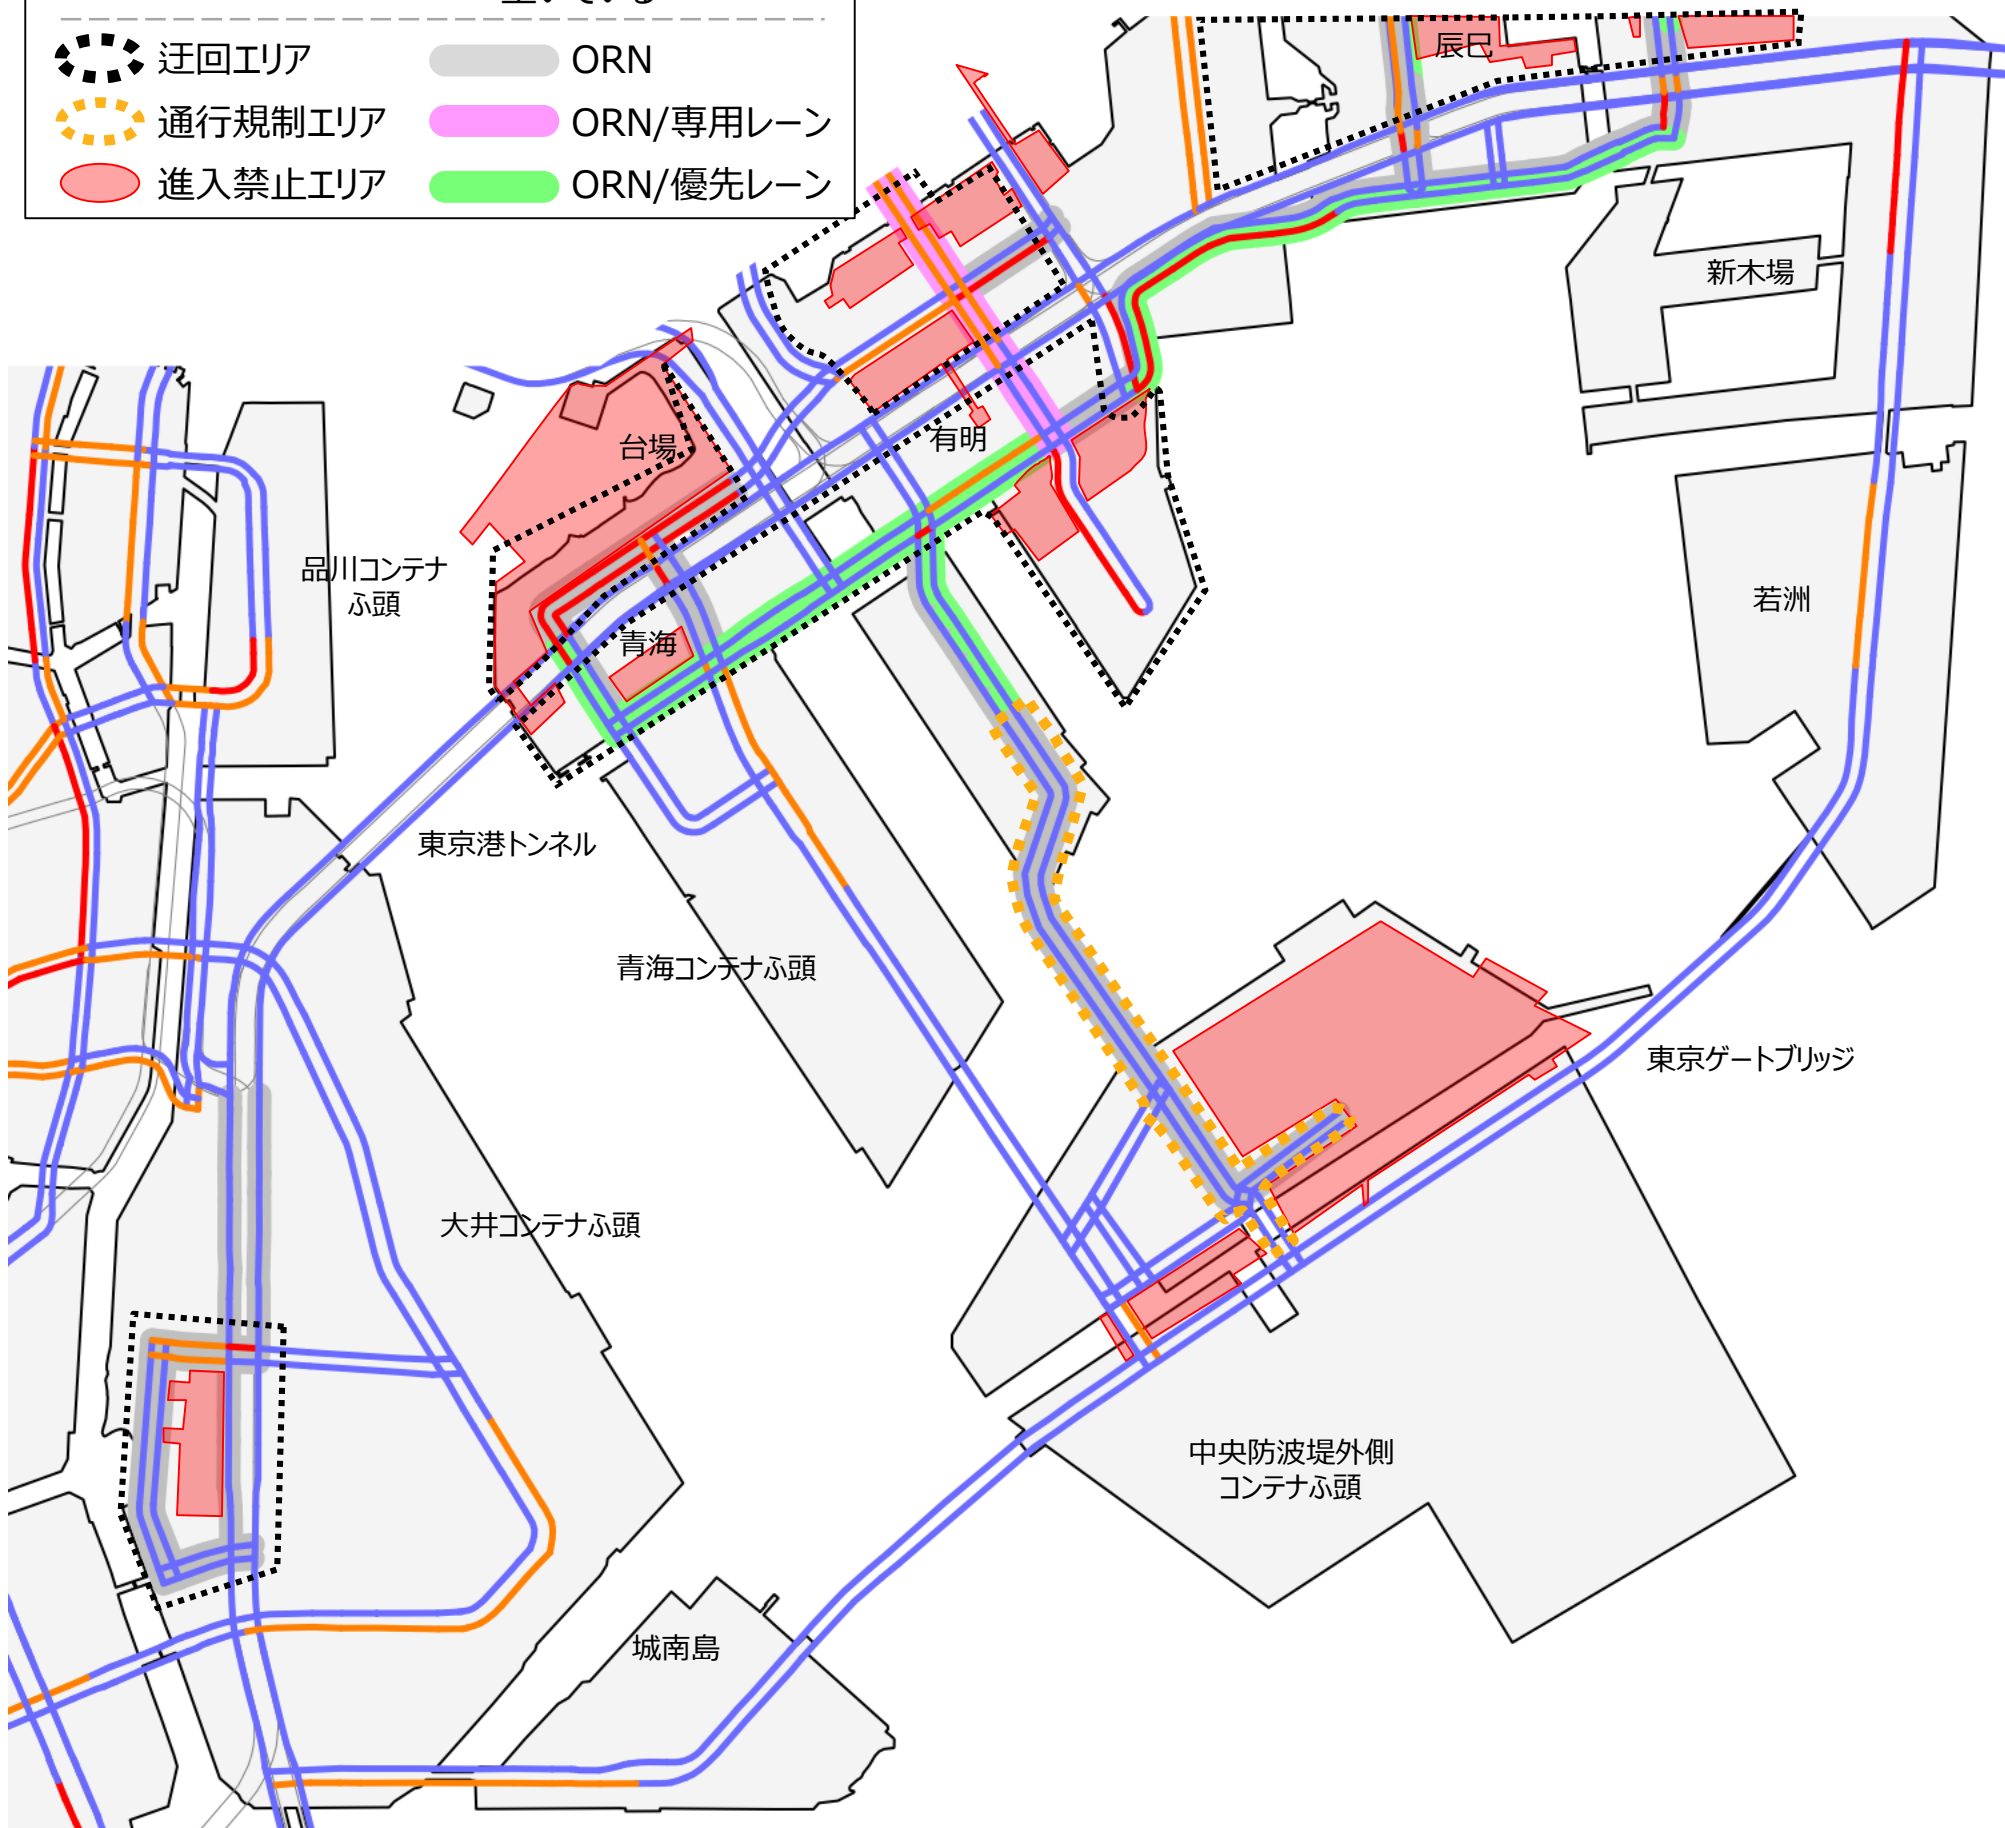 空いている
迂回エリア
ORN
通行規制エリア
ORN/専用レーン
進入禁止エリア
ORN/優先レーン
辰巳
新木場
有明
台場
品川コンテナ
ふ頭
青海
若洲
東京港トンネル
青海コンテナふ頭
東京ゲートブリッジ
大井コンテナふ頭
中央防波堤外側
コンテナふ頭
城南島